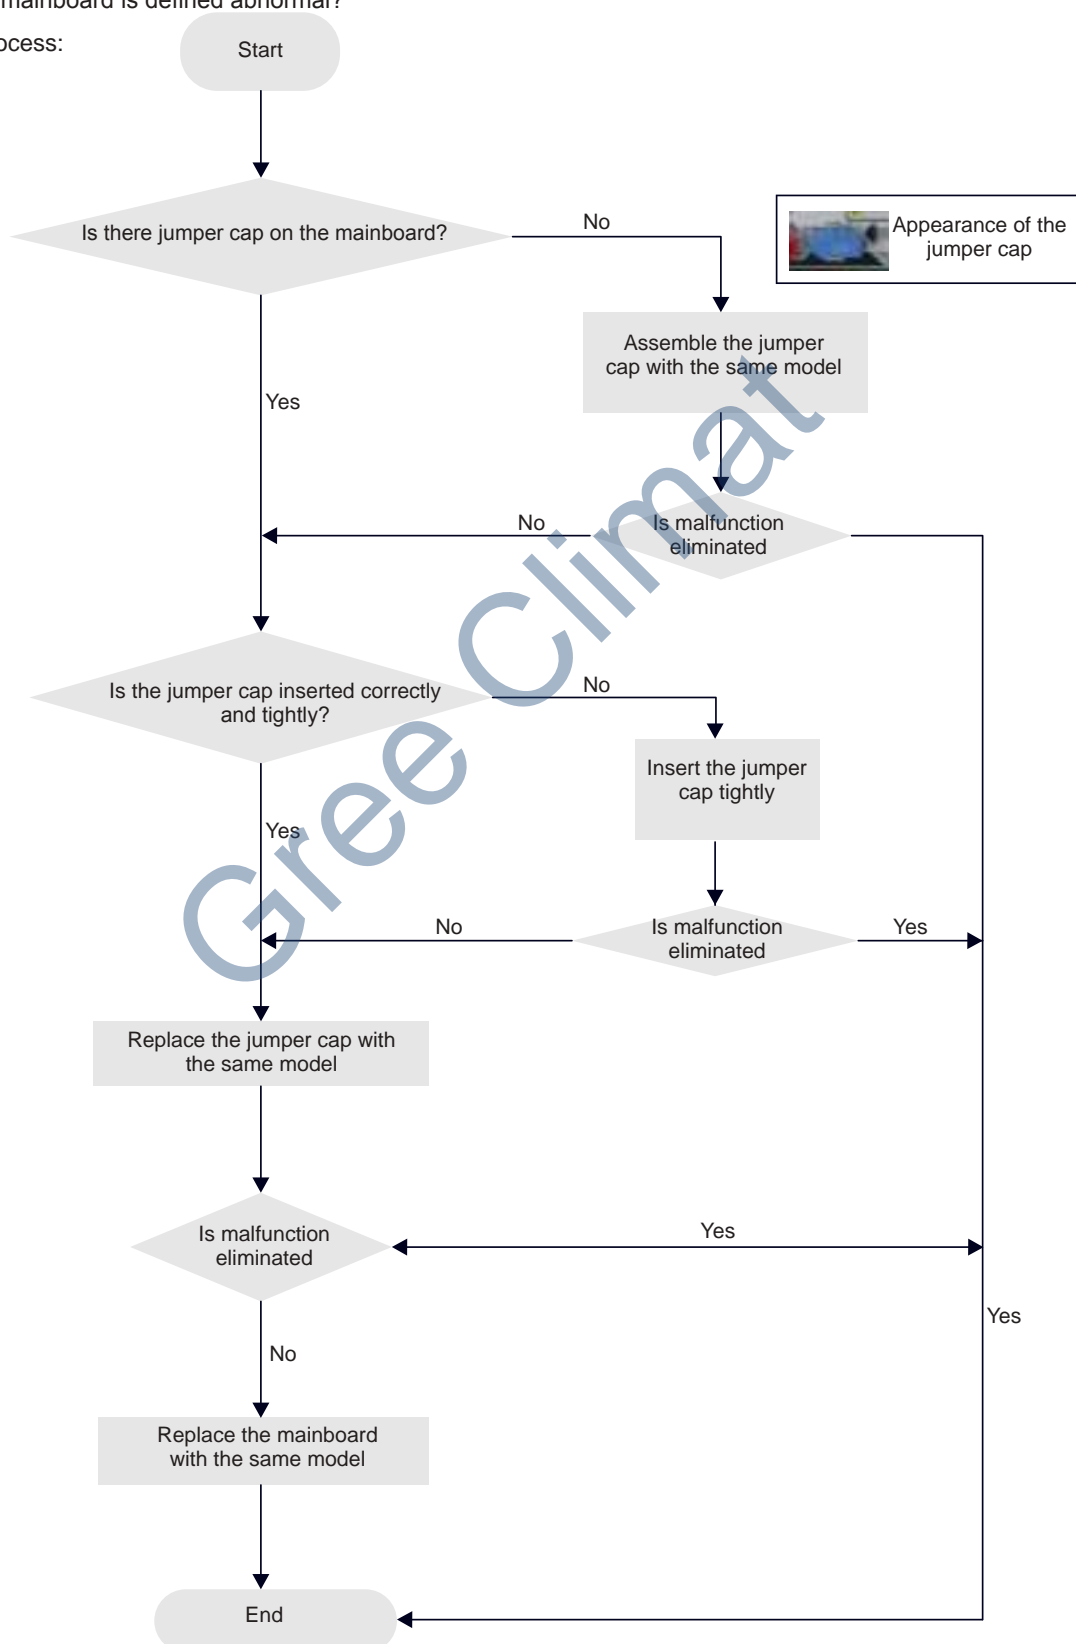 mainboard is defined abnormal?
ocess:
Start
Is there jumper cap on the mainboard?
No
Appearance of the
jumper cap
Assemble the jumper
cap with the same model
Yes
No
Is malfunction
eliminated
Is the jumper cap inserted correctly
and tightly?
No
Insert the jumper
cap tightly
Yes
No
Is malfunction
eliminated
Yes
Replace the jumper cap with
the same model
Is malfunction
eliminated
Yes
Yes
No
Replace the mainboard
with the same model
End
Gree Climat